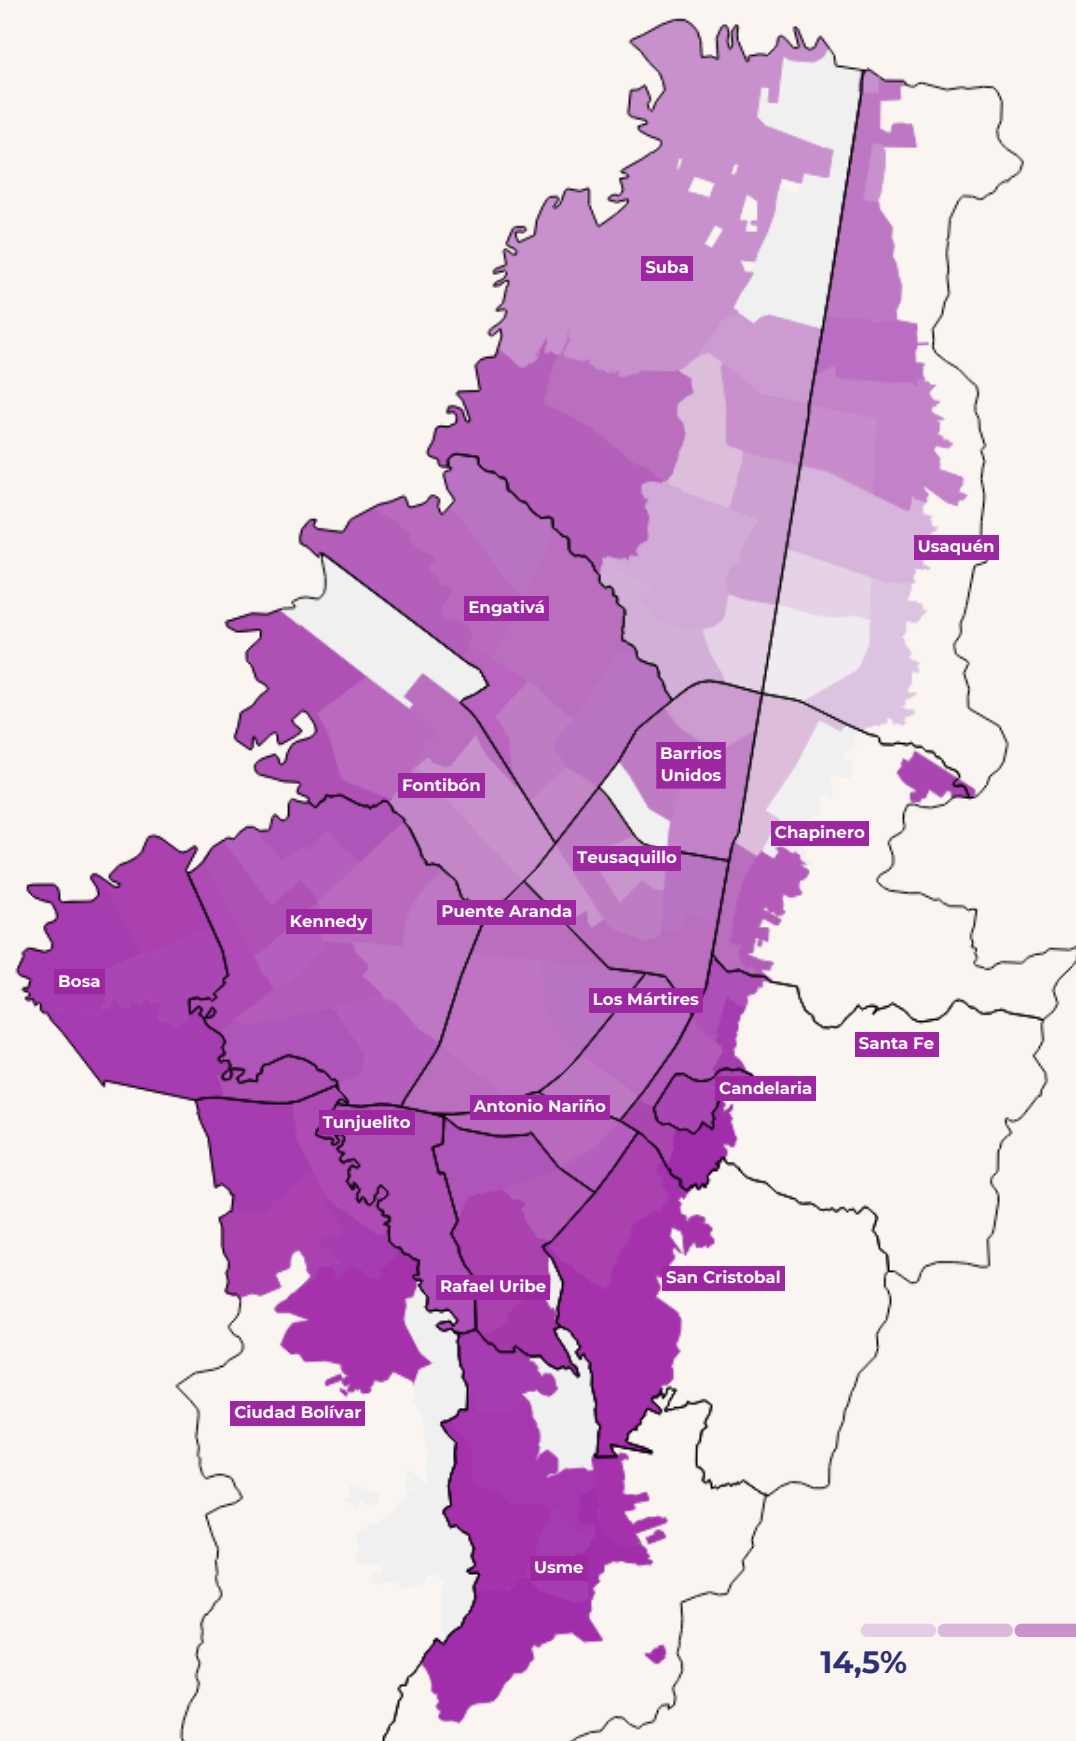 Suba
Usaquén
Engativá
Barrios
Unidos
Fontibón
Chapinero
Teusaquillo
Puente Aranda
Kennedy
Bosa
Los Mártires
Santa Fe
Candelaria
Antonio Nariño
Tunjuelito
San Cristobal
Rafael Uribe
Ciudad Bolívar
Usme
14,5%